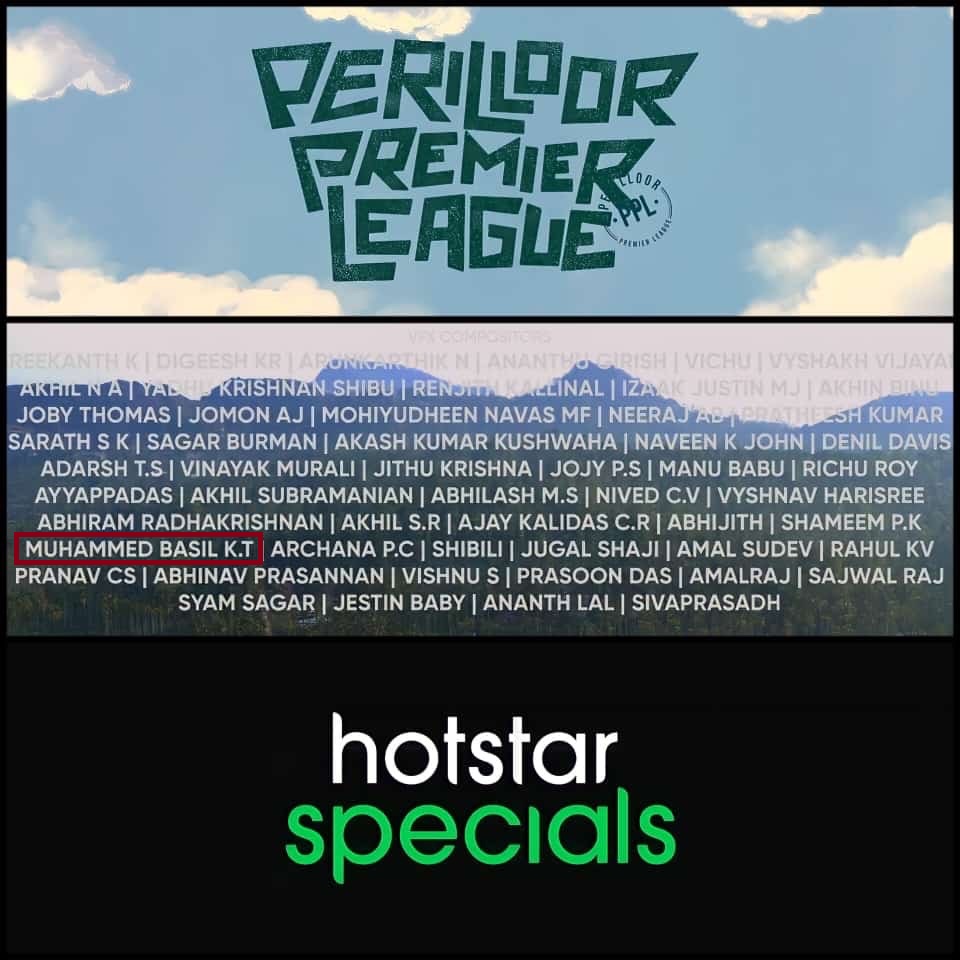 PERILLOOR
PREMIER
LEAGUE
PERILLOOR
PPL
PREMIER LEAGUE
VFX COMPOSITORS
REEKANTH K | DIGEESH KR | ARUNKARTHIK N | ANANTHU GIRISH | VICHU | VYSHAKH VIJAYA
AKHIL N A | YADHU KRISHNAN SHIBU | RENJITH KALLINAL | IZAAK JUSTIN MJ | AKHIN BINU
JOBY THOMAS | JOMON AJ | MOHIYUDHEEN NAVAS MF | NEERAJ AB | PRATHEESH KUMAR
SARATH S K | SAGAR BURMAN | AKASH KUMAR KUSHWAHA | NAVEEN K JOHN | DENIL DAVIS
ADARSH T.S | VINAYAK MURALI | JITHU KRISHNA | JOJY P.S | MANU BABU | RICHU ROY
AYYAPPADAS | AKHIL SUBRAMANIAN | ABHILASH M.S | NIVED C.V | VYSHNAV HARISREE
ABHIRAM RADHAKRISHNAN | AKHIL S.R | AJAY KALIDAS C.R | ABHIJITH | SHAMEEM P.K
MUHAMMED BASIL K.T ARCHANA P.C | SHIBILI | JUGAL SHAJI | AMAL SUDEV | RAHUL KV
PRANAV CS | ABHINAV PRASANNAN | VISHNU S | PRASOON DAS | AMALRAJ | SAJWAL RAJ
SYAM SAGAR | JESTIN BABY | ANANTH LAL | SIVAPRASADH
hotstar
specials